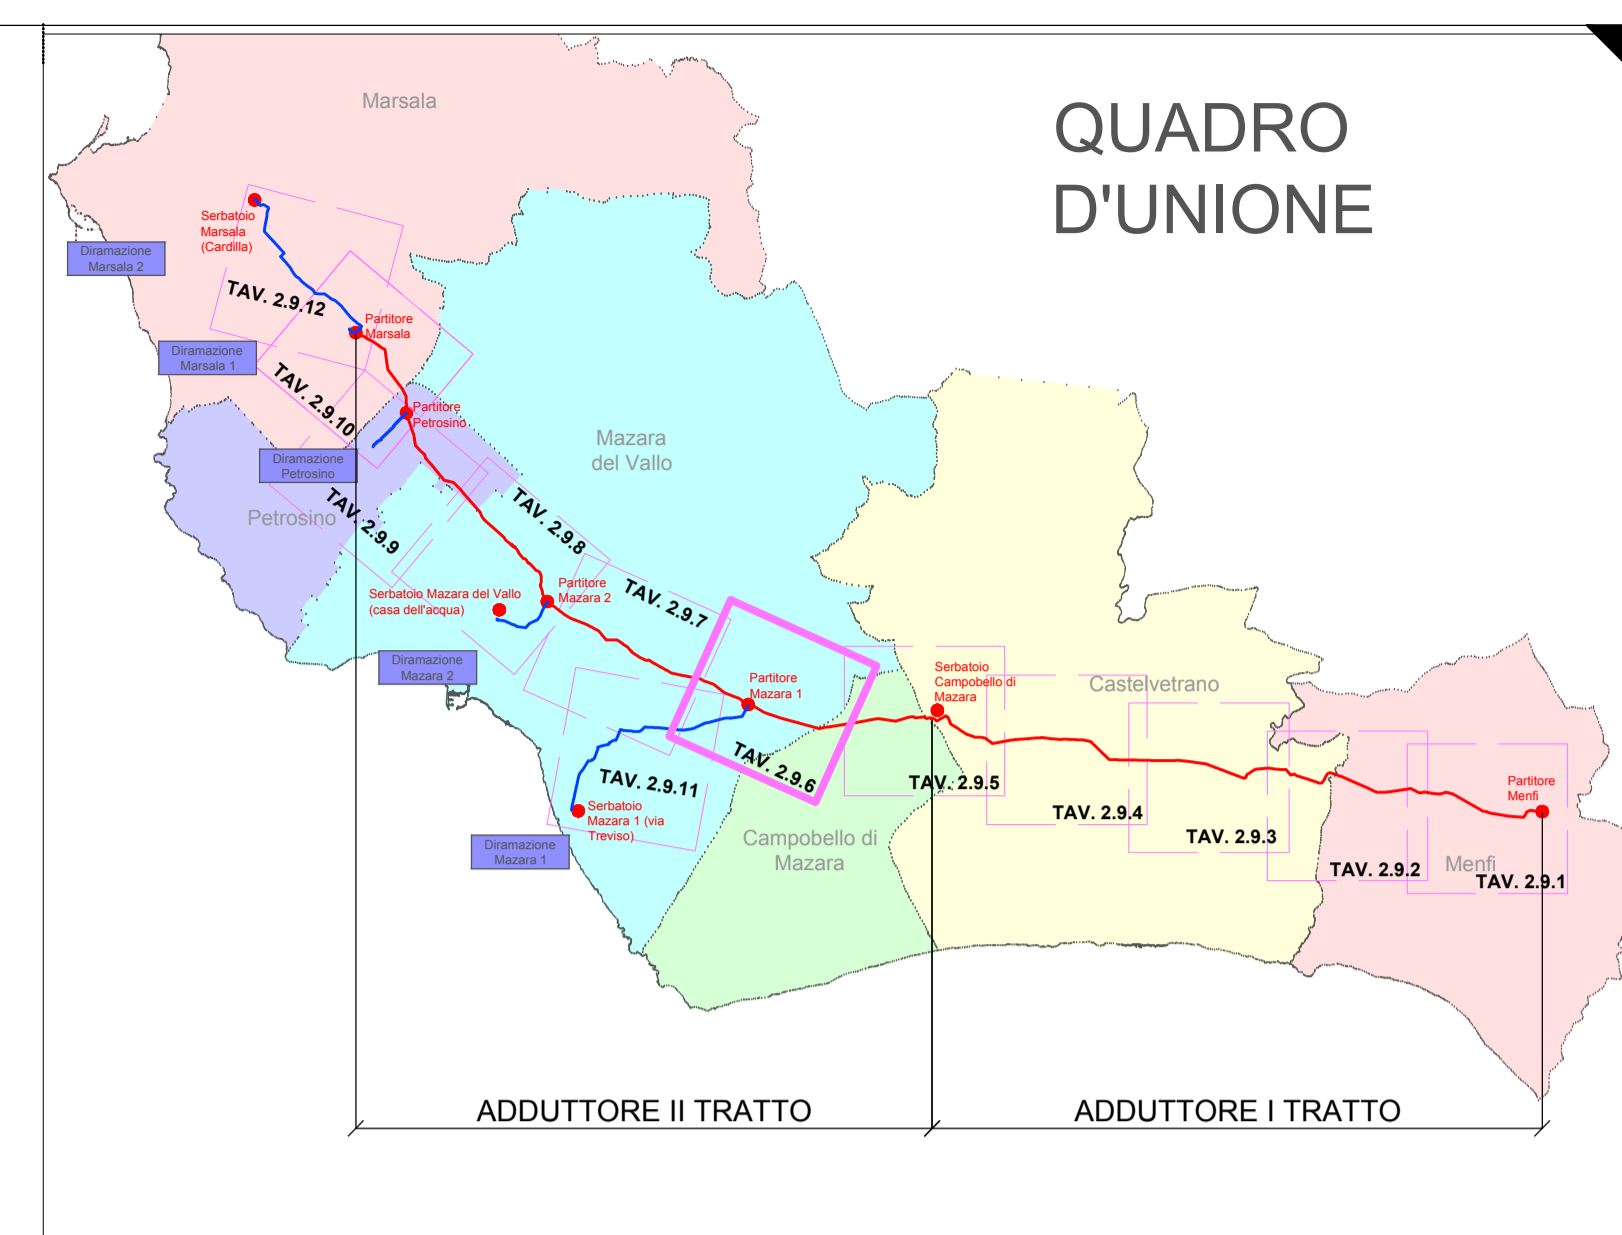 QUADRO
D'UNIONE
Marsala
Serbatoio
Marsala
(Cardilla)
Diramazione
Marsala 2
TAV. 2.9.12
Partitore
Marsala
Diramazione
Marsala 1
TAV. 2.9.10
Partitore
Petrosino
Mazara
del Vallo
Diramazione
Petrosino
Petrosino
TAV. 2.9.9
TAV. 2.9.8
Serbatoio Mazara del Vallo
(casa dell'acqua)
Partitore
Mazara 2
TAV. 2.9.7
Diramazione
Mazara 2
Partitore
Mazara 1
Serbatoio
Campobello di
Mazara
Castelvetrano
TAV. 2.9.6
TAV. 2.9.11
TAV. 2.9.5
TAV. 2.9.4
TAV. 2.9.3
TAV. 2.9.2
TAV. 2.9.1
Partitore
Menfi
Menfi
Serbatoio
Mazara 1 (via
Treviso)
Diramazione
Mazara 1
Campobello di
Mazara
ADDUTTORE II TRATTO
ADDUTTORE I TRATTO